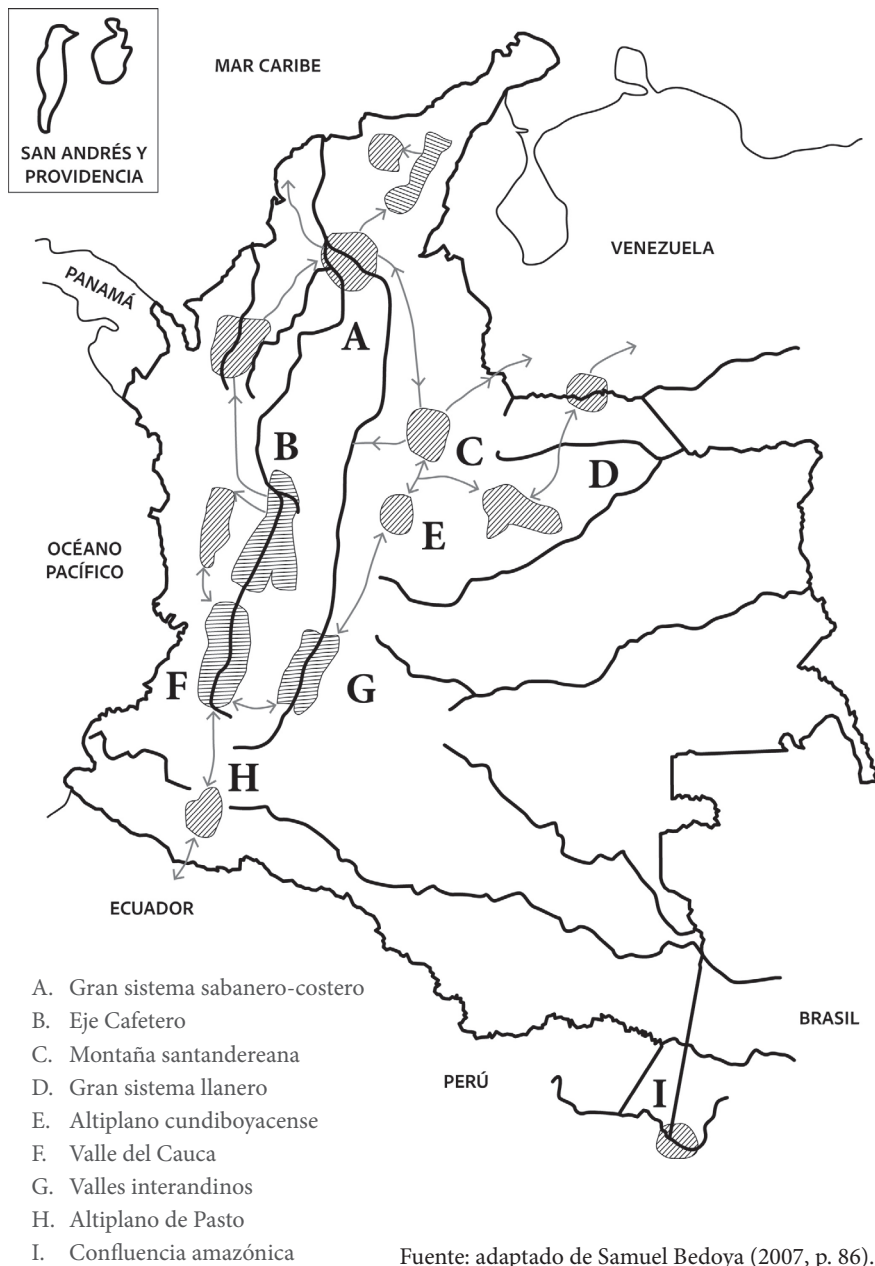 MAR CARIBE
SAN ANDRÉS Y
PROVIDENCIA
VENEZUELA
PANAMÁ
A
B
C
D
E
OCÉANO
PACÍFICO
F
G
H
ECUADOR
A. Gran sistema sabanero-costero
B. Eje Cafetero
C. Montaña santandereana
D. Gran sistema llanero
E. Altiplano cundiboyacense
F. Valle del Cauca
G. Valles interandinos
H. Altiplano de Pasto
I. Confluencia amazónica
BRASIL
PERÚ
I
Fuente: adaptado de Samuel Bedoya (2007, p. 86).